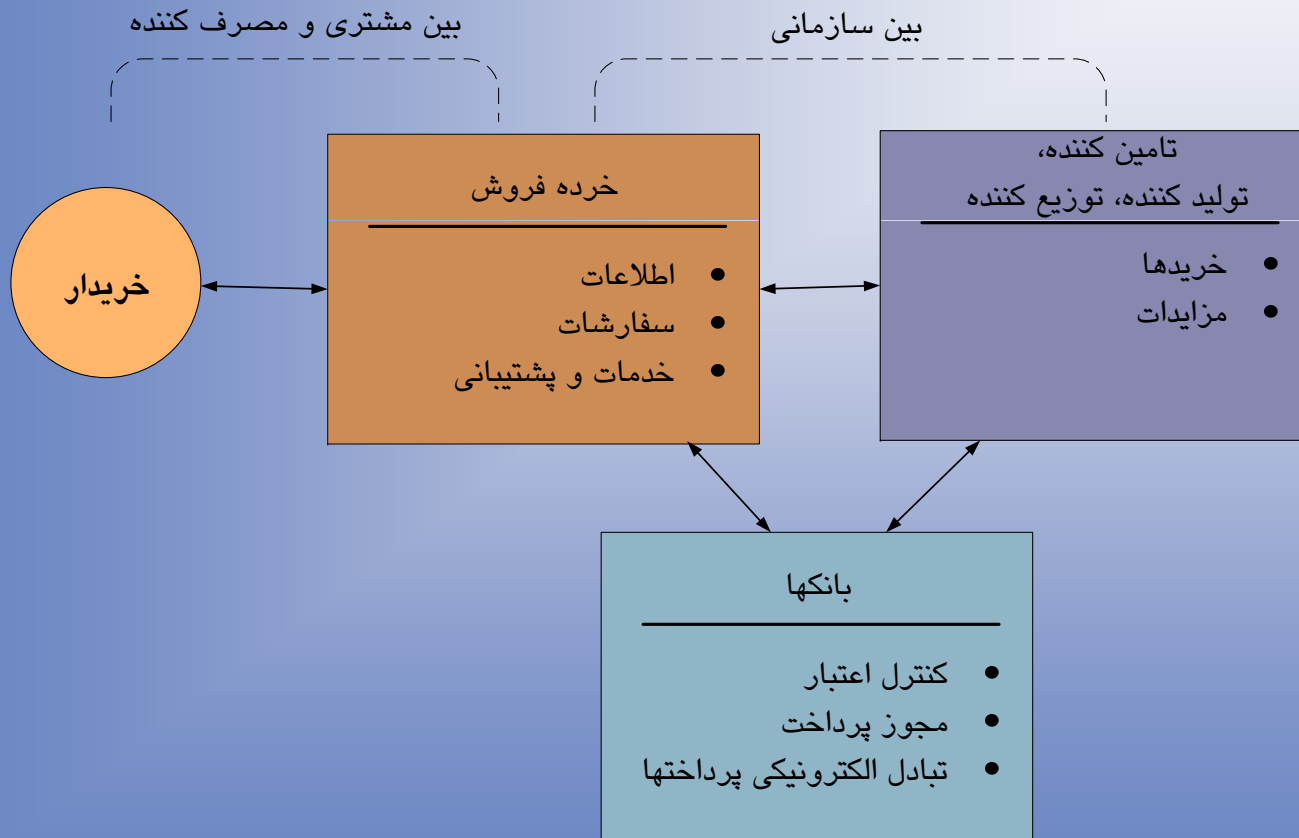 بین سازمانی
بین مشتری و مصرف کننده
تامین کننده،
تولید کننده، توزیع کننده
• خریدها
• مزایدات
خرده فروش
• اطلاعات
• سفارشات
• خدمات و پشتیبانی
خریدار
بانکها
• کنترل اعتبار
• مجوز پرداخت
• تبادل الکترونیکی پرداختها